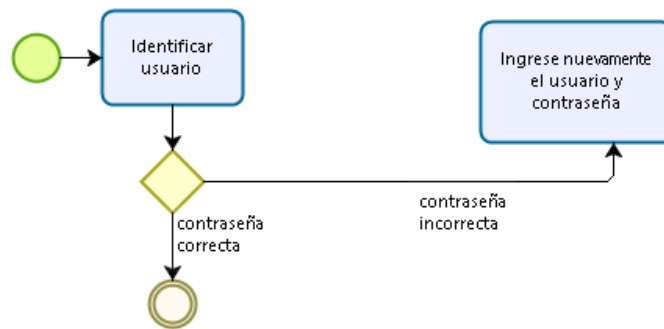 Identificar
usuario
Ingrese nuevamente
el usuario y
contraseña
contraseña
incorrecta
contraseña
correcta